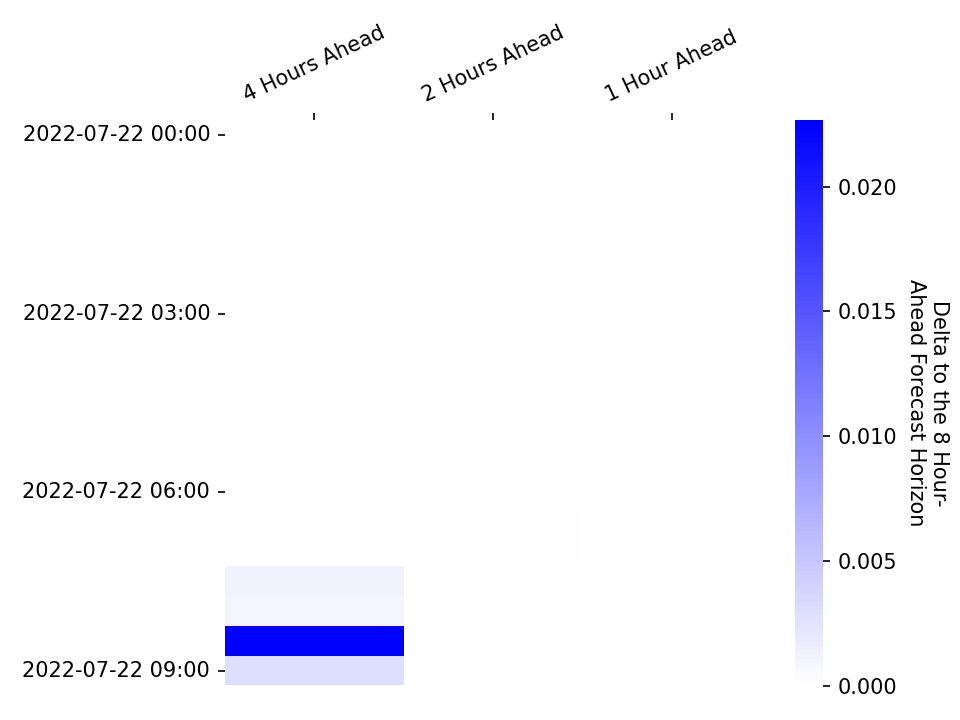 4 Hours Ahead
2 Hours Ahead
1 Hour Ahead
2022-07-22 00:00
2022-07-22 03:00
2022-07-22 06:00
2022-07-22 09:00
0.020
0.015
0.010
0.005
0.000
Delta to the 8 Hour-
Ahead Forecast Horizon